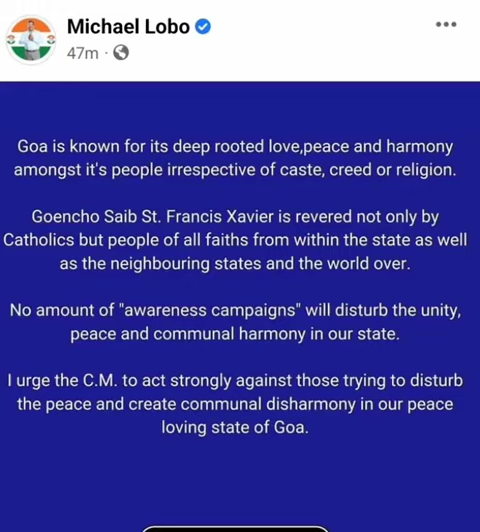 Michael Lobo
47m ·
Goa is known for its deep rooted love,peace and harmony
amongst it's people irrespective of caste, creed or religion.
Goencho Saib St. Francis Xavier is revered not only by
Catholics but people of all faiths from within the state as well
as the neighbouring states and the world over.
No amount of "awareness campaigns" will disturb the unity,
peace and communal harmony in our state.
I urge the C.M. to act strongly against those trying to disturb
the peace and create communal disharmony in our peace
loving state of Goa.